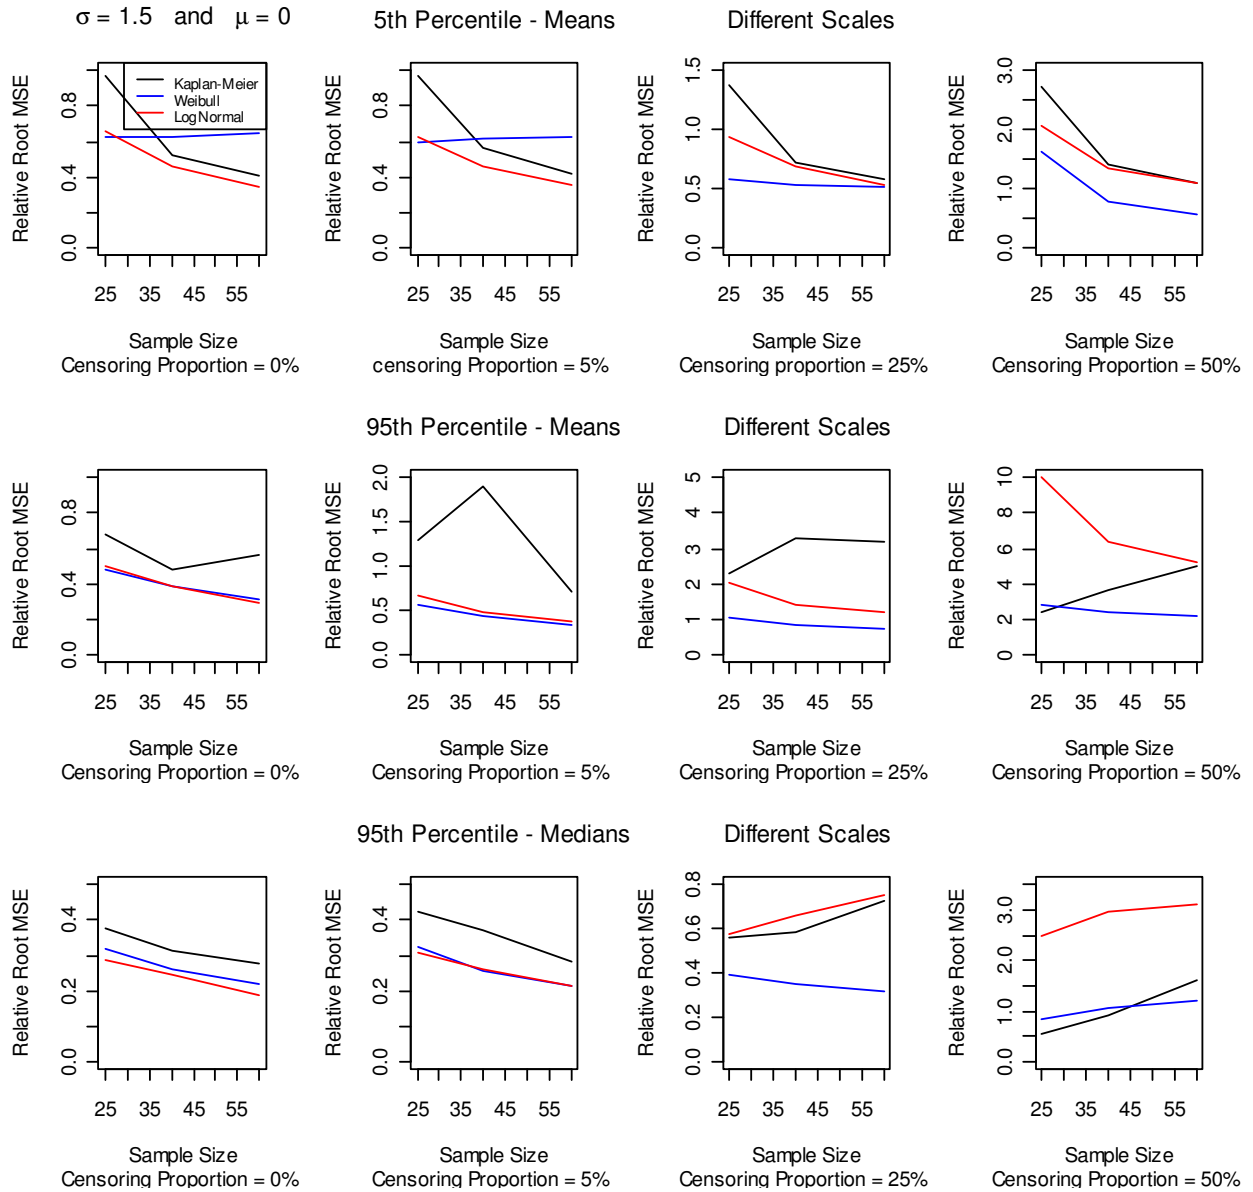 σ = 1.5 and μ = 0
5th Percentile - Means
Different Scales
Relative Root MSE
0.0 0.4 0.8
Kaplan-Meier
Weibull
LogNormal
25 35 45 55
Sample Size
Censoring Proportion = 0%
Relative Root MSE
0.0 0.4 0.8
25 35 45 55
Sample Size
censoring Proportion = 5%
Relative Root MSE
0.0 0.5 1.0 1.5
25 35 45 55
Sample Size
Censoring proportion = 25%
Relative Root MSE
0.0 1.0 2.0 3.0
25 35 45 55
Sample Size
Censoring Proportion = 50%
95th Percentile - Means
Different Scales
Relative Root MSE
0.0 0.4 0.8
25 35 45 55
Sample Size
Censoring Proportion = 0%
Relative Root MSE
0.0 0.5 1.0 1.5 2.0
25 35 45 55
Sample Size
Censoring Proportion = 5%
Relative Root MSE
0 1 2 3 4 5
25 35 45 55
Sample Size
Censoring Proportion = 25%
Relative Root MSE
0 2 4 6 8 10
25 35 45 55
Sample Size
Censoring Proportion = 50%
95th Percentile - Medians
Different Scales
Relative Root MSE
0.0 0.2 0.4
25 35 45 55
Sample Size
Censoring Proportion = 0%
Relative Root MSE
0.0 0.2 0.4
25 35 45 55
Sample Size
Censoring Proportion = 5%
Relative Root MSE
0.0 0.2 0.4 0.6 0.8
25 35 45 55
Sample Size
Censoring Proportion = 25%
Relative Root MSE
0.0 1.0 2.0 3.0
25 35 45 55
Sample Size
Censoring Proportion = 50%